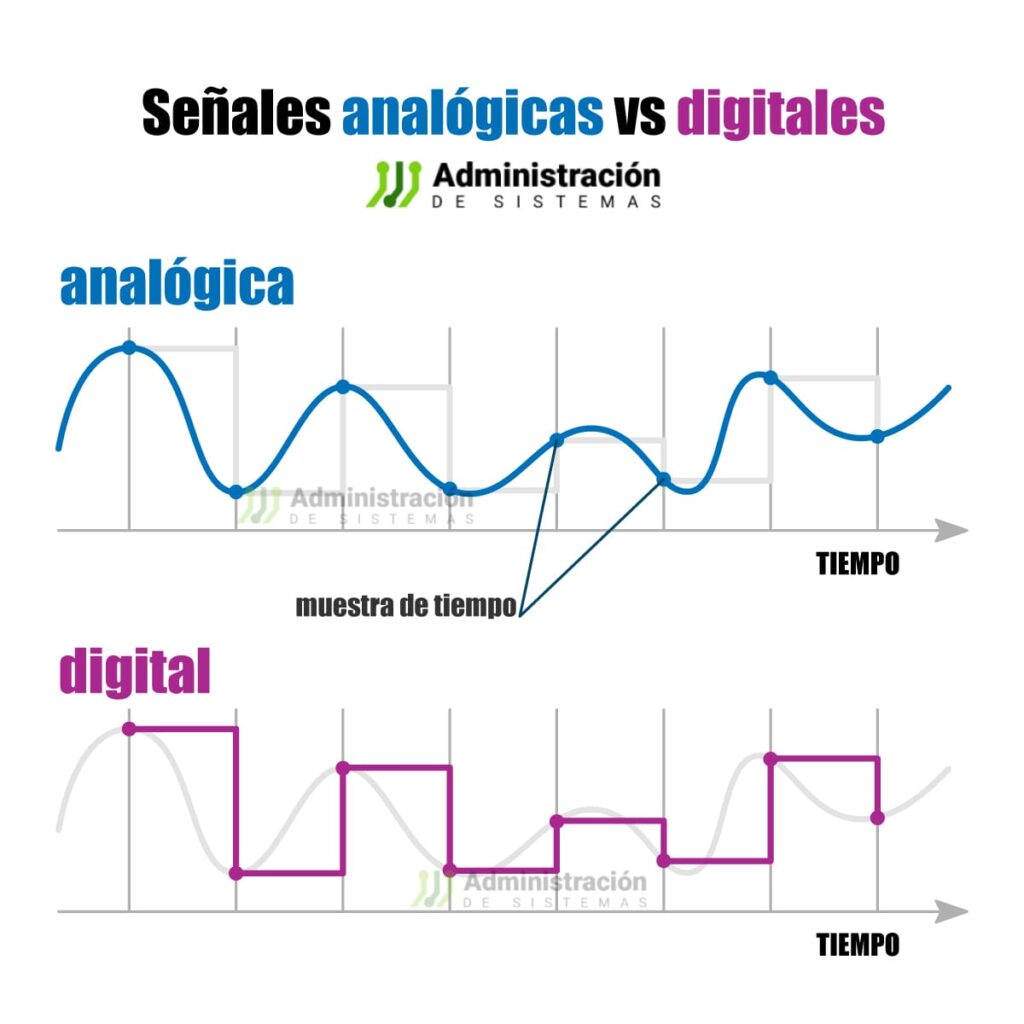 Señales analógicas vs digitales
Administración
DE SISTEMAS
analógica
Administración
DE SISTEMAS
TIEMPO
muestra de tiempo
digital
Administración
DE SISTEMAS
TIEMPO